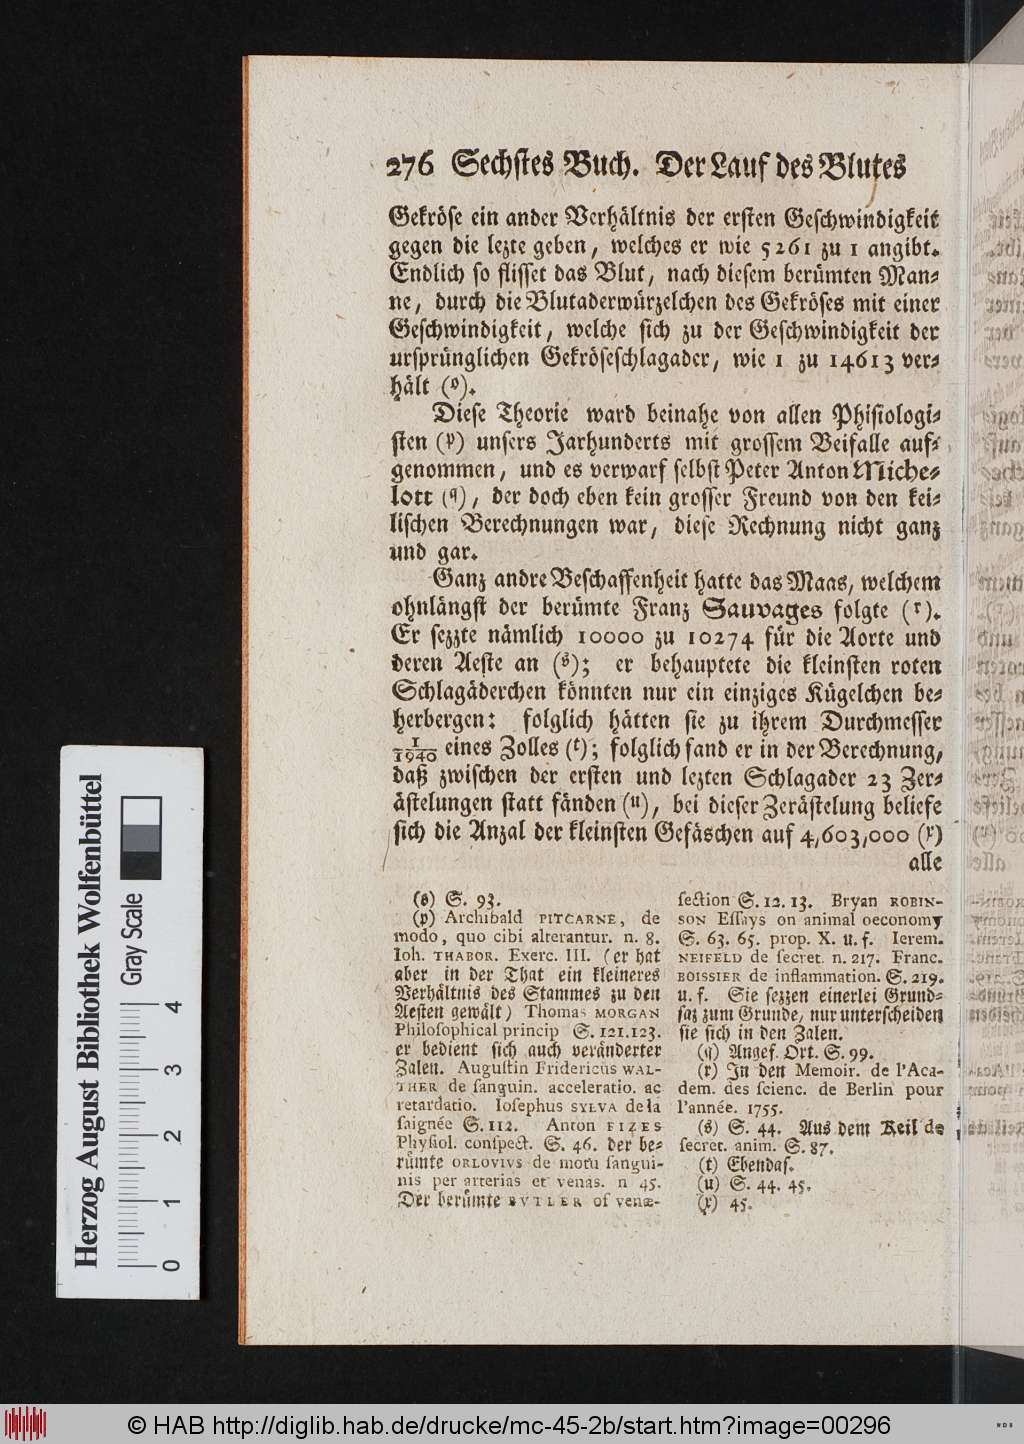 276 Sechstes Buch. Der Lauf des Blutes
Gekröse ein ander Verhältnis der ersten Geschwindigkeit
gegen die lezte geben, welches er wie 5261 zu 1 angibt.
Endlich so flisset das Blut, nach diesem berümten Man-
ne, durch die Blutaderwürzelchen des Gekröses mit einer
Geschwindigkeit, welche sich zu der Geschwindigkeit der
ursprünglichen Gekröseschlagader, wie 1 zu 14613 ver-
hält (o).
Diese Theorie ward beinahe von allen Phisiologi-
sten (p) unsers Jarhunderts mit grossem Beifalle auf-
genommen, und es verwarf selbst Peter Anton Miche-
lott (q), der doch eben kein grosser Freund von den kei-
lischen Berechnungen war, diese Rechnung nicht ganz
und gar.
Ganz andre Beschaffenheit hatte das Maas, welchem
ohnlängst der berümte Franz Sauvages folgte (r).
Er sezzte nämlich 10000 zu 10274 für die Aorte und
deren Aeste an (s); er behauptete die kleinsten roten
Schlagäderchen könnten nur ein einziges Kügelchen be-
herbergen: folglich hätten sie zu ihrem Durchmesser
1/1940 eines Zolles (t); folglich fand er in der Berechnung,
daß zwischen der ersten und lezten Schlagader 23 Zer-
ästelungen statt fänden (u), bei dieser Zerästelung beliefe
sich die Anzal der kleinsten Gefäschen auf 4,603,000 (x)
alle
(o) S. 93.
(p) Archibald PITCARNE, de
modo, quo cibi alterantur. n. 8.
Ioh. THABOR. Exerc. III. (er hat
aber in der That ein kleineres
Verhältnis des Stammes zu den
Aesten gewält) Thomas MORGAN
Philosophical princip S. 121.123.
er bedient sich auch veränderter
Zalen. Augustin Fridericus WAL-
THER de sanguin. acceleratio. ac
retardatio. Iosephus SYLVA de la
saignée S. 112. Anton FIZES
Physiol. conspect. S. 46. der be-
rümte ORLOVIVS de motu sangui-
nis per arterias et venas. n 45.
Der berümte BVTLER of venæ-
section S. 12. 13. Bryan ROBIN-
SON Essays on animal oeconomy
S. 63. 65. prop. X. u. f. Ierem.
NEIFELD de secret. n. 217. Franc.
BOISSIER de inflammation. S. 219.
u. f. Sie sezzen einerlei Grund-
saz zum Grunde, nur unterscheiden
sie sich in den Zalen.
(q) Angef. Ort. S. 99.
(r) In den Memoir. de l'Aca-
dem. des scienc. de Berlin pour
l'année. 1755.
(s) S. 44. Aus dem Keil de
secret. anim. S. 87.
(t) Ebendas.
(u) S. 44. 45.
(x) 45.
Herzog August Bibliothek Wolfenbüttel
Gray Scale
0 1 2 3 4
© HAB http://diglib.hab.de/drucke/mc-45-2b/start.htm?image=00296